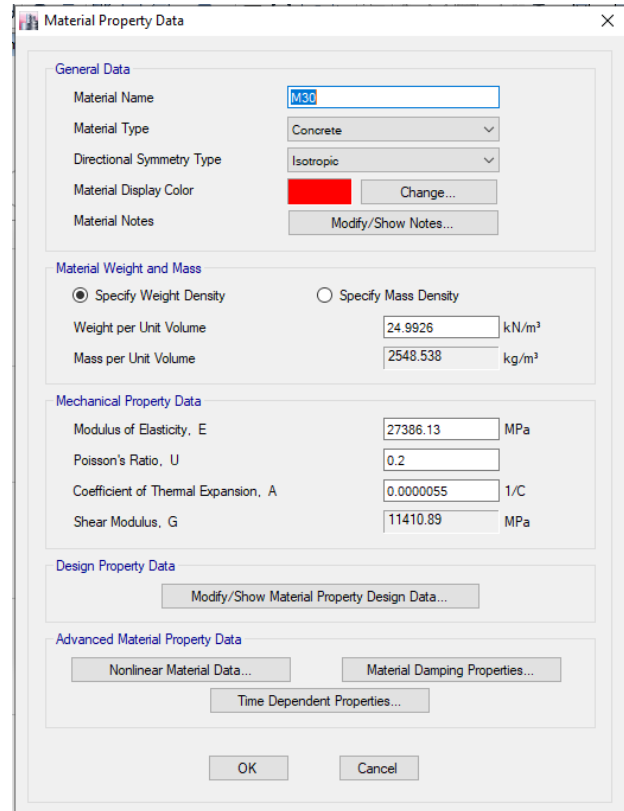 Material Property Data
General Data
Material Name M30
Material Type Concrete
Directional Symmetry Type Isotropic
Material Display Color Change...
Material Notes Modify/Show Notes...
Material Weight and Mass
Specify Weight Density Specify Mass Density
Weight per Unit Volume 24.9926 kN/m³
Mass per Unit Volume 2548.538 kg/m³
Mechanical Property Data
Modulus of Elasticity, E 27386.13 MPa
Poisson's Ratio, U 0.2
Coefficient of Thermal Expansion, A 0.0000055 1/C
Shear Modulus, G 11410.89 MPa
Design Property Data
Modify/Show Material Property Design Data...
Advanced Material Property Data
Nonlinear Material Data... Material Damping Properties...
Time Dependent Properties...
OK Cancel